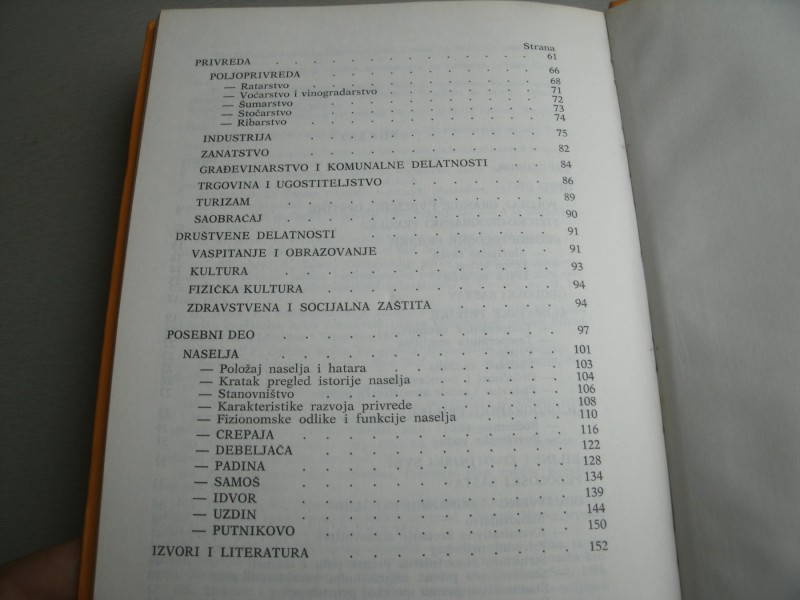 Strana
PRIVREDA . . . . . . . . . . . . 61
POLJOPRIVREDA . . . . . . . . . . 66
— Ratarstvo . . . . . . . . . . 68
— Voćarstvo i vinogradarstvo . . . . . . . 71
— Šumarstvo . . . . . . . . . . 72
— Stočarstvo . . . . . . . . . . 73
— Ribarstvo . . . . . . . . . . 74
INDUSTRIJA . . . . . . . . . . 75
ZANATSTVO . . . . . . . . . . 82
GRAĐEVINARSTVO I KOMUNALNE DELATNOSTI . . 84
TRGOVINA I UGOSTITELJSTVO . . . . . . 86
TURIZAM . . . . . . . . . . 89
SAOBRAĆAJ . . . . . . . . . . 90
DRUŠTVENE DELATNOSTI . . . . . . . . 91
VASPITANJE I OBRAZOVANJE . . . . . . 91
KULTURA . . . . . . . . . . 93
FIZIČKA KULTURA . . . . . . . . . 94
ZDRAVSTVENA I SOCIJALNA ZAŠTITA . . . . . 94
POSEBNI DEO . . . . . . . . . . 97
NASELJA . . . . . . . . . . 101
— Položaj naselja i hatara . . . . . . . 103
— Kratak pregled istorije naselja . . . . . 104
— Stanovništvo . . . . . . . . . 106
— Karakteristike razvoja privrede . . . . . 108
— Fizionomske odlike i funkcije naselja . . . . 110
— CREPAJA . . . . . . . . . 116
— DEBELJAČA . . . . . . . . . 122
— PADINA . . . . . . . . . 128
— SAMOŠ . . . . . . . . . 134
— IDVOR . . . . . . . . . 139
— UZDIN . . . . . . . . . 144
— PUTNIKOVO . . . . . . . . . 150
IZVORI I LITERATURA . . . . . . . . . 152